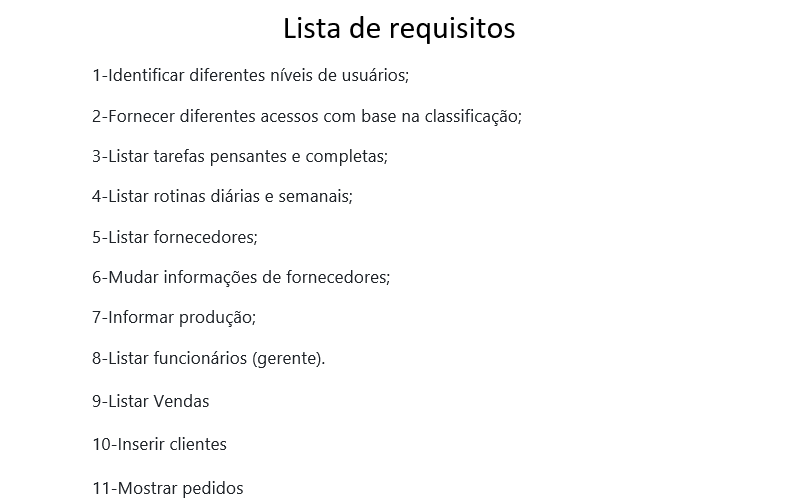 Lista de requisitos
1-Identificar diferentes níveis de usuários;
2-Fornecer diferentes acessos com base na classificação;
3-Listar tarefas pensantes e completas;
4-Listar rotinas diárias e semanais;
5-Listar fornecedores;
6-Mudar informações de fornecedores;
7-Informar produção;
8-Listar funcionários (gerente).
9-Listar Vendas
10-Inserir clientes
11-Mostrar pedidos